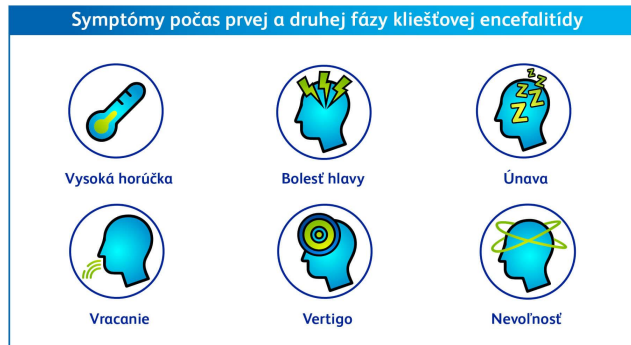 Symptómy počas prvej a druhej fázy kliešťovej encefalitídy
Vysoká horúčka
Bolesť hlavy
Únava
Vracanie
Vertigo
Nevoľnosť